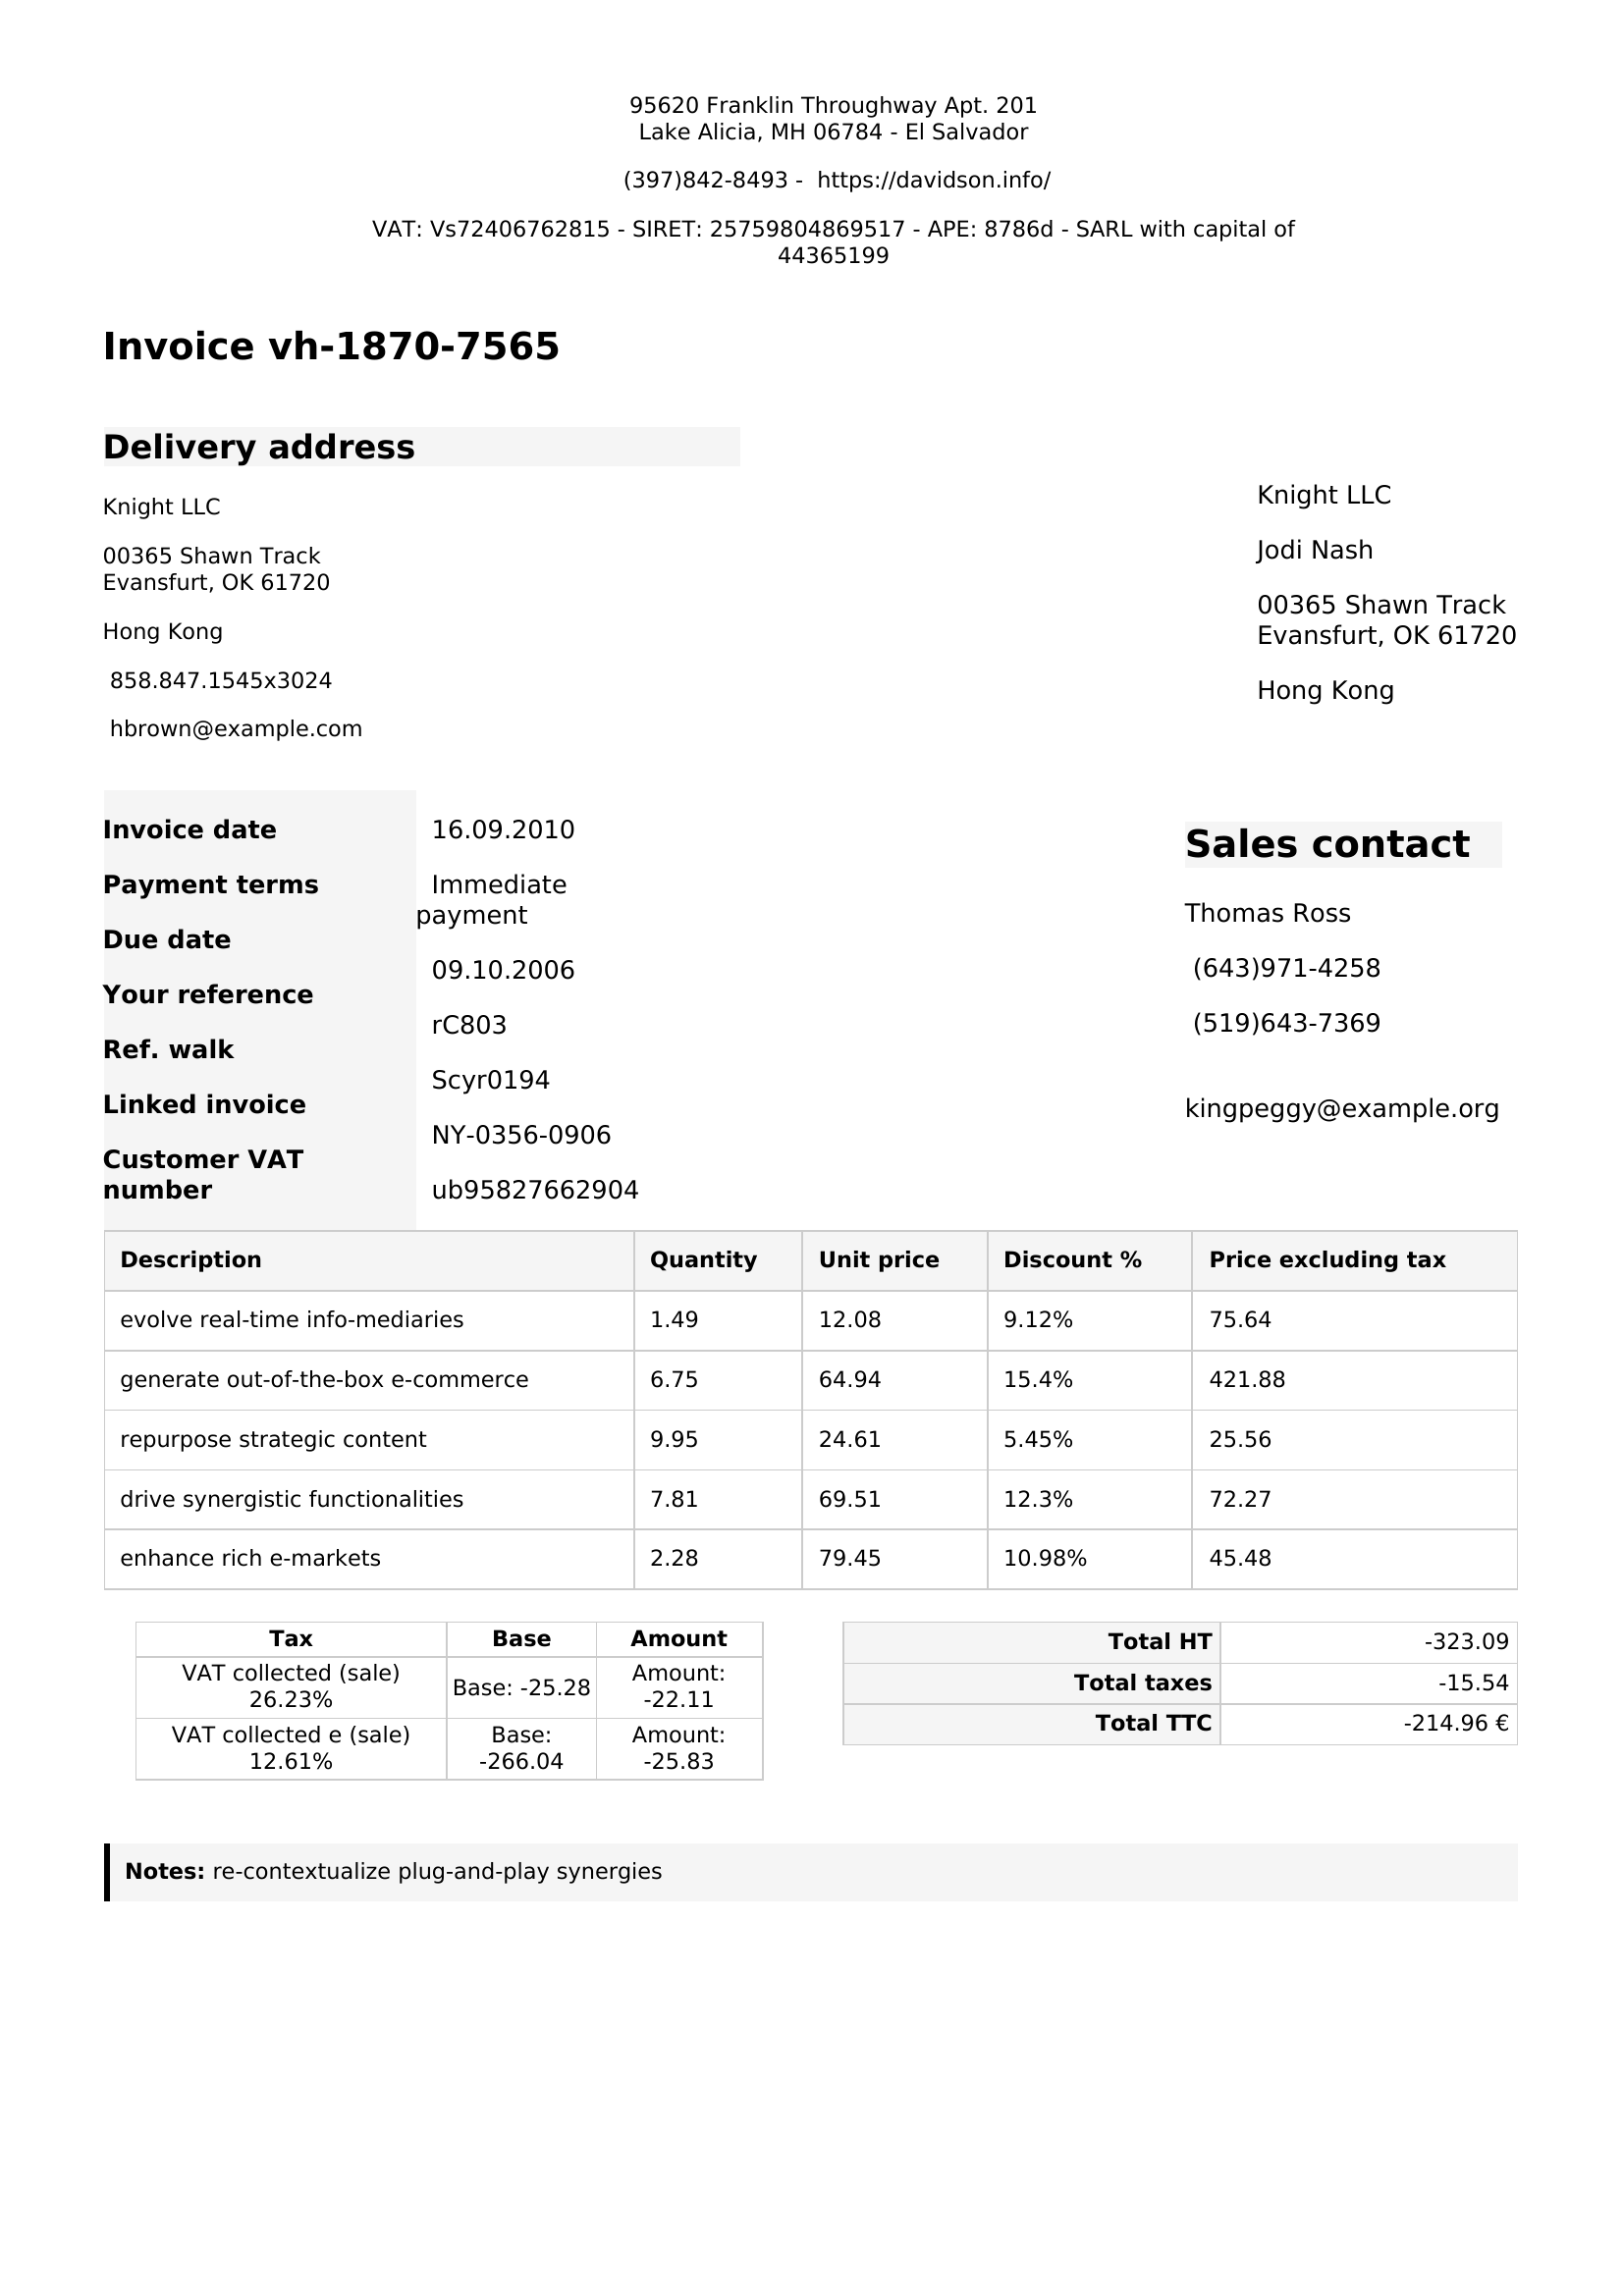 95620 Franklin Throughway Apt. 201
Lake Alicia, MH 06784 - El Salvador
(397)842-8493 - https://davidson.info/
VAT: Vs72406762815 - SIRET: 25759804869517 - APE: 8786d - SARL with capital of
44365199
Invoice vh-1870-7565
Delivery address
Knight LLC
00365 Shawn Track
Evansfurt, OK 61720
Hong Kong
858.847.1545x3024
hbrown@example.com
Knight LLC
Jodi Nash
00365 Shawn Track
Evansfurt, OK 61720
Hong Kong
Invoice date
Payment terms
Due date
Your reference
Ref. walk
Linked invoice
Customer VAT
number
16.09.2010
Immediate
payment
09.10.2006
rC803
Scyr0194
NY-0356-0906
ub95827662904
Sales contact
Thomas Ross
(643)971-4258
(519)643-7369
kingpeggy@example.org
Description Quantity Unit price Discount % Price excluding tax
evolve real-time info-mediaries 1.49 12.08 9.12% 75.64
generate out-of-the-box e-commerce 6.75 64.94 15.4% 421.88
repurpose strategic content 9.95 24.61 5.45% 25.56
drive synergistic functionalities 7.81 69.51 12.3% 72.27
enhance rich e-markets 2.28 79.45 10.98% 45.48
Tax Base Amount
VAT collected (sale)
26.23%
Base: -25.28
Amount:
-22.11
VAT collected e (sale)
12.61%
Base:
-266.04
Amount:
-25.83
Total HT -323.09
Total taxes -15.54
Total TTC -214.96 €
Notes: re-contextualize plug-and-play synergies